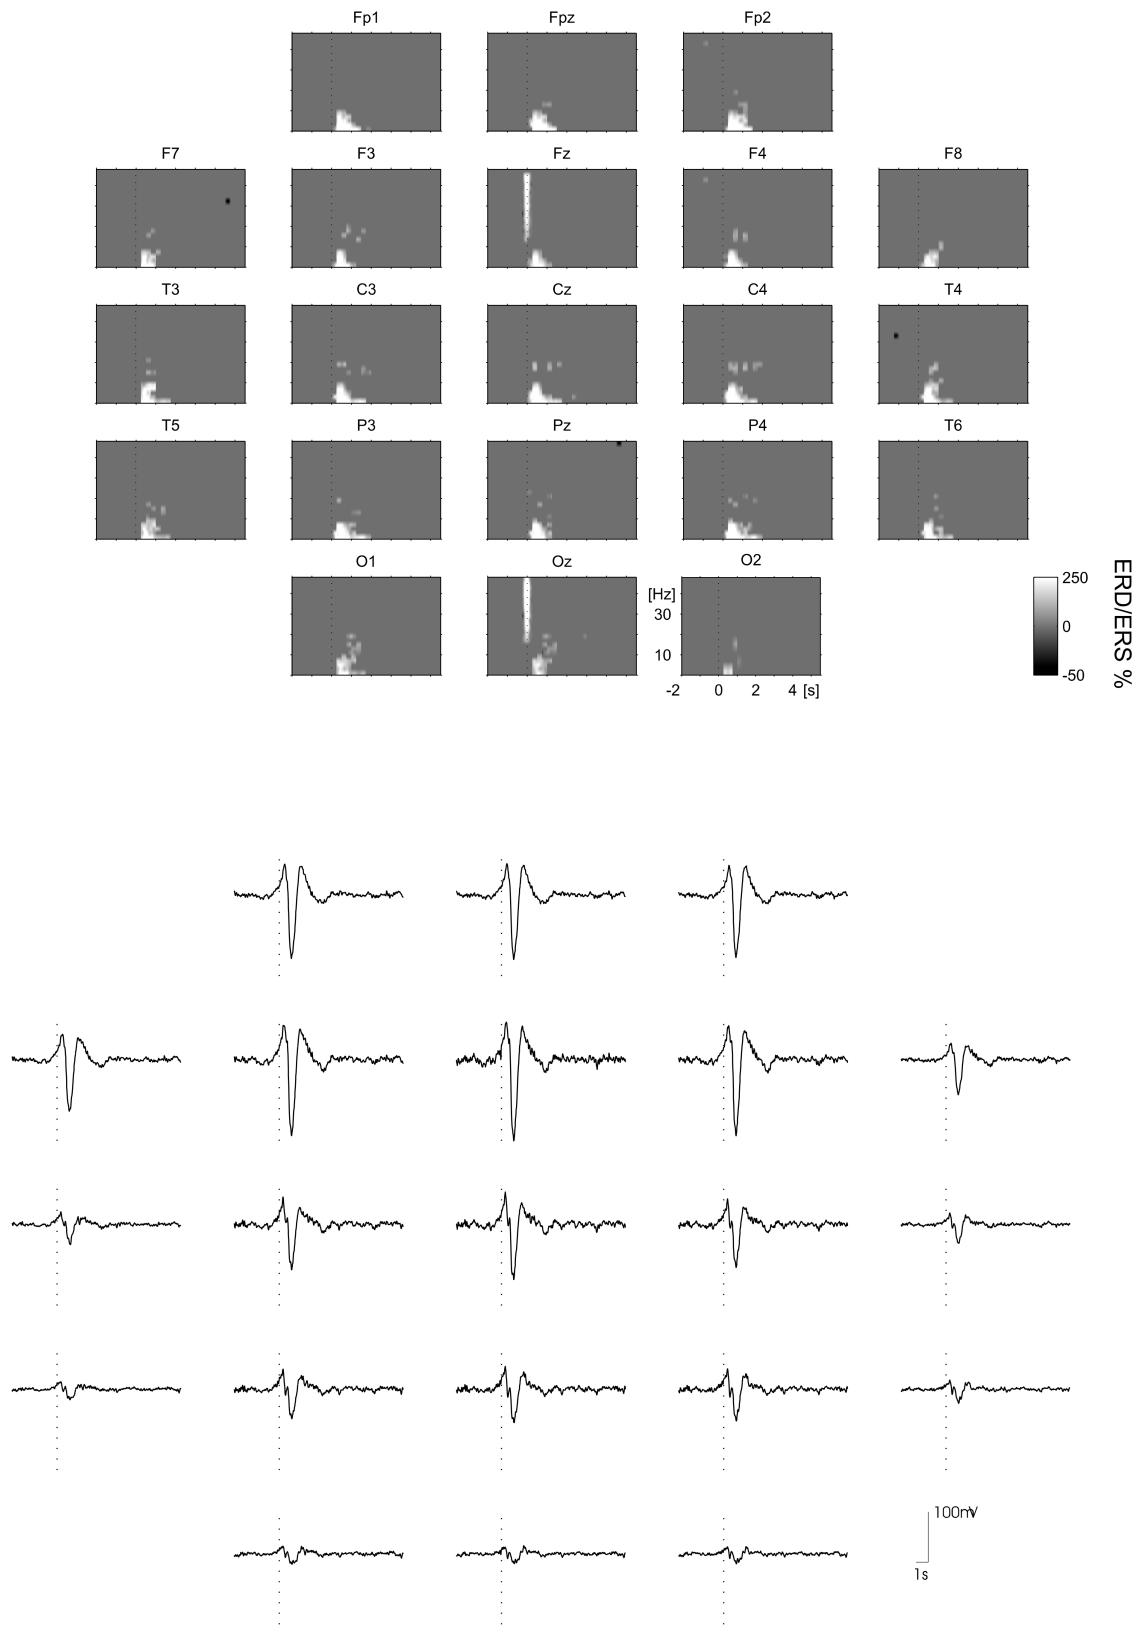 Fp1 Fpz Fp2
F7 F3 Fz F4 F8
T3 C3 Cz C4 T4
T5 P3 Pz P4 T6
O1 Oz O2
[Hz]
30
10
-2 0 2 4 [s]
250
0
-50
ERD/ERS %
100mV
1s